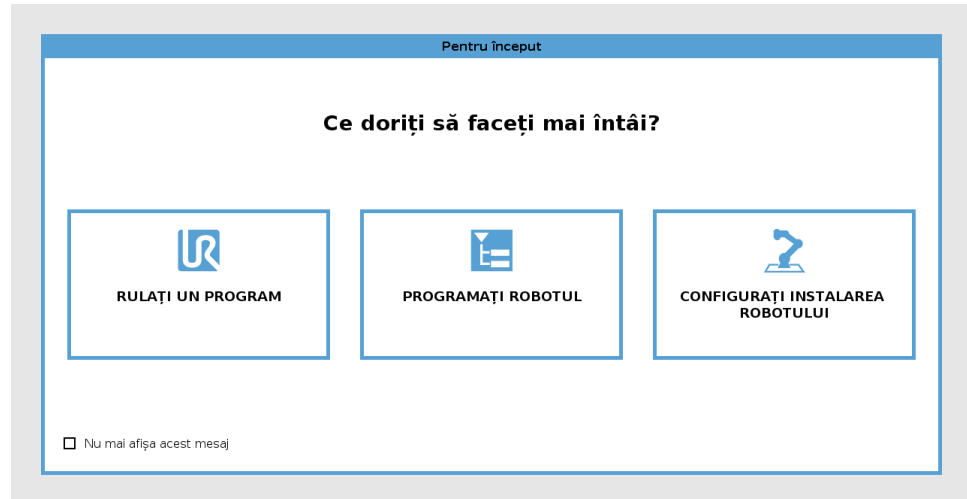 Pentru început
Ce doriți să faceți mai întâi?
RULAȚI UN PROGRAM
PROGRAMAȚI ROBOTUL
CONFIGURAȚI INSTALAREA
ROBOTULUI
Nu mai afișa acest mesaj